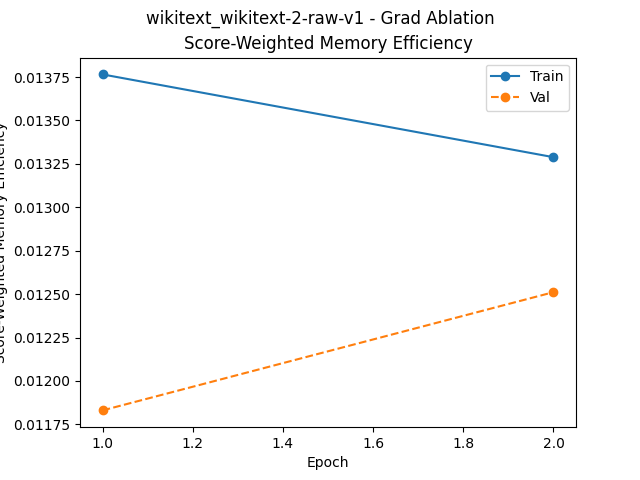 wikitext_wikitext-2-raw-v1 - Grad Ablation
Score-Weighted Memory Efficiency
Train
Val
0.01375
0.01350
0.01325
0.01300
0.01275
0.01250
0.01225
0.01200
0.01175
Score-Weighted Memory Efficiency
1.0 1.2 1.4 1.6 1.8 2.0
Epoch